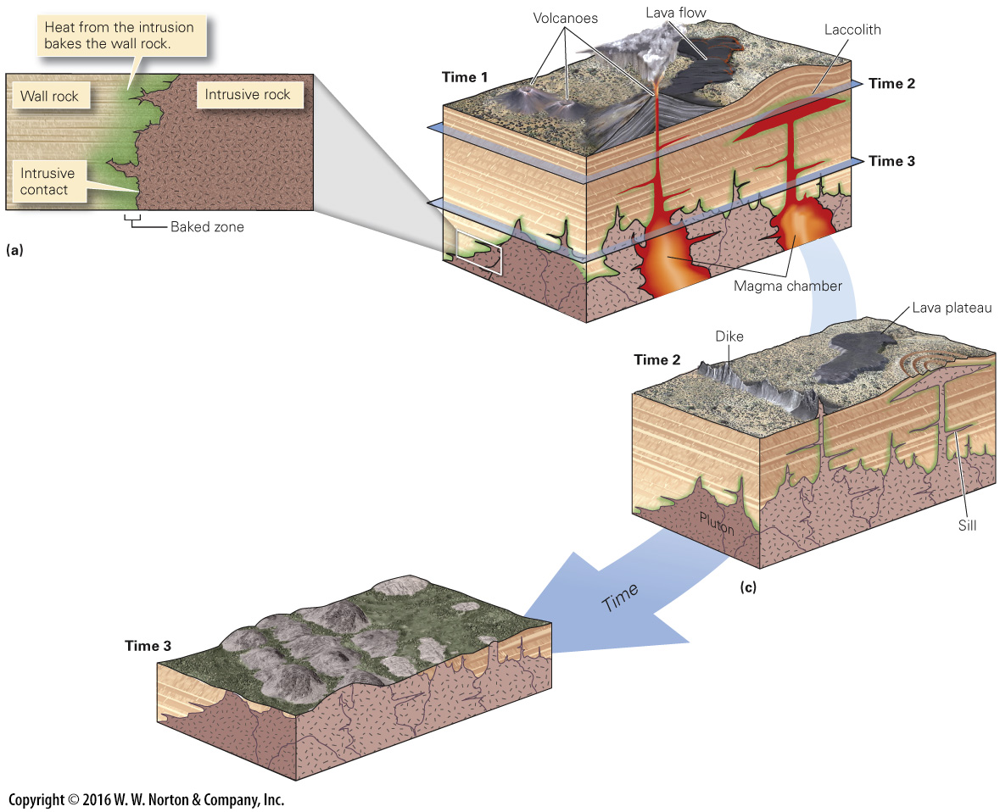 Heat from the intrusion
bakes the wall rock.
Wall rock
Intrusive rock
Intrusive
contact
Baked zone
(a)
Volcanoes
Lava flow
Laccolith
Time 1
Time 2
Time 3
Magma chamber
Lava plateau
Dike
Time 2
Pluton
Sill
(c)
Time
Time 3
Copyright © 2016 W. W. Norton & Company, Inc.